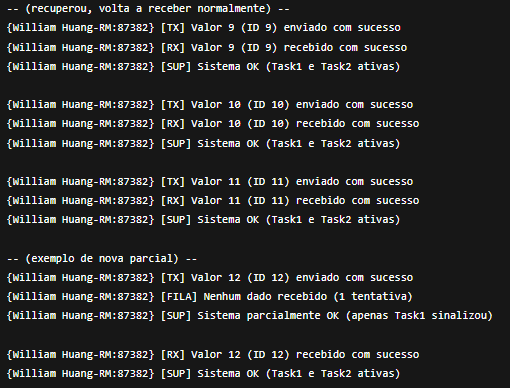 -- (recuperou, volta a receber normalmente) --
{William Huang-RM:87382} [TX] Valor 9 (ID 9) enviado com sucesso
{William Huang-RM:87382} [RX] Valor 9 (ID 9) recebido com sucesso
{William Huang-RM:87382} [SUP] Sistema OK (Task1 e Task2 ativas)
{William Huang-RM:87382} [TX] Valor 10 (ID 10) enviado com sucesso
{William Huang-RM:87382} [RX] Valor 10 (ID 10) recebido com sucesso
{William Huang-RM:87382} [SUP] Sistema OK (Task1 e Task2 ativas)
{William Huang-RM:87382} [TX] Valor 11 (ID 11) enviado com sucesso
{William Huang-RM:87382} [RX] Valor 11 (ID 11) recebido com sucesso
{William Huang-RM:87382} [SUP] Sistema OK (Task1 e Task2 ativas)
-- (exemplo de nova parcial) --
{William Huang-RM:87382} [TX] Valor 12 (ID 12) enviado com sucesso
{William Huang-RM:87382} [FILA] Nenhum dado recebido (1 tentativa)
{William Huang-RM:87382} [SUP] Sistema parcialmente OK (apenas Task1 sinalizou)
{William Huang-RM:87382} [RX] Valor 12 (ID 12) recebido com sucesso
{William Huang-RM:87382} [SUP] Sistema OK (Task1 e Task2 ativas)